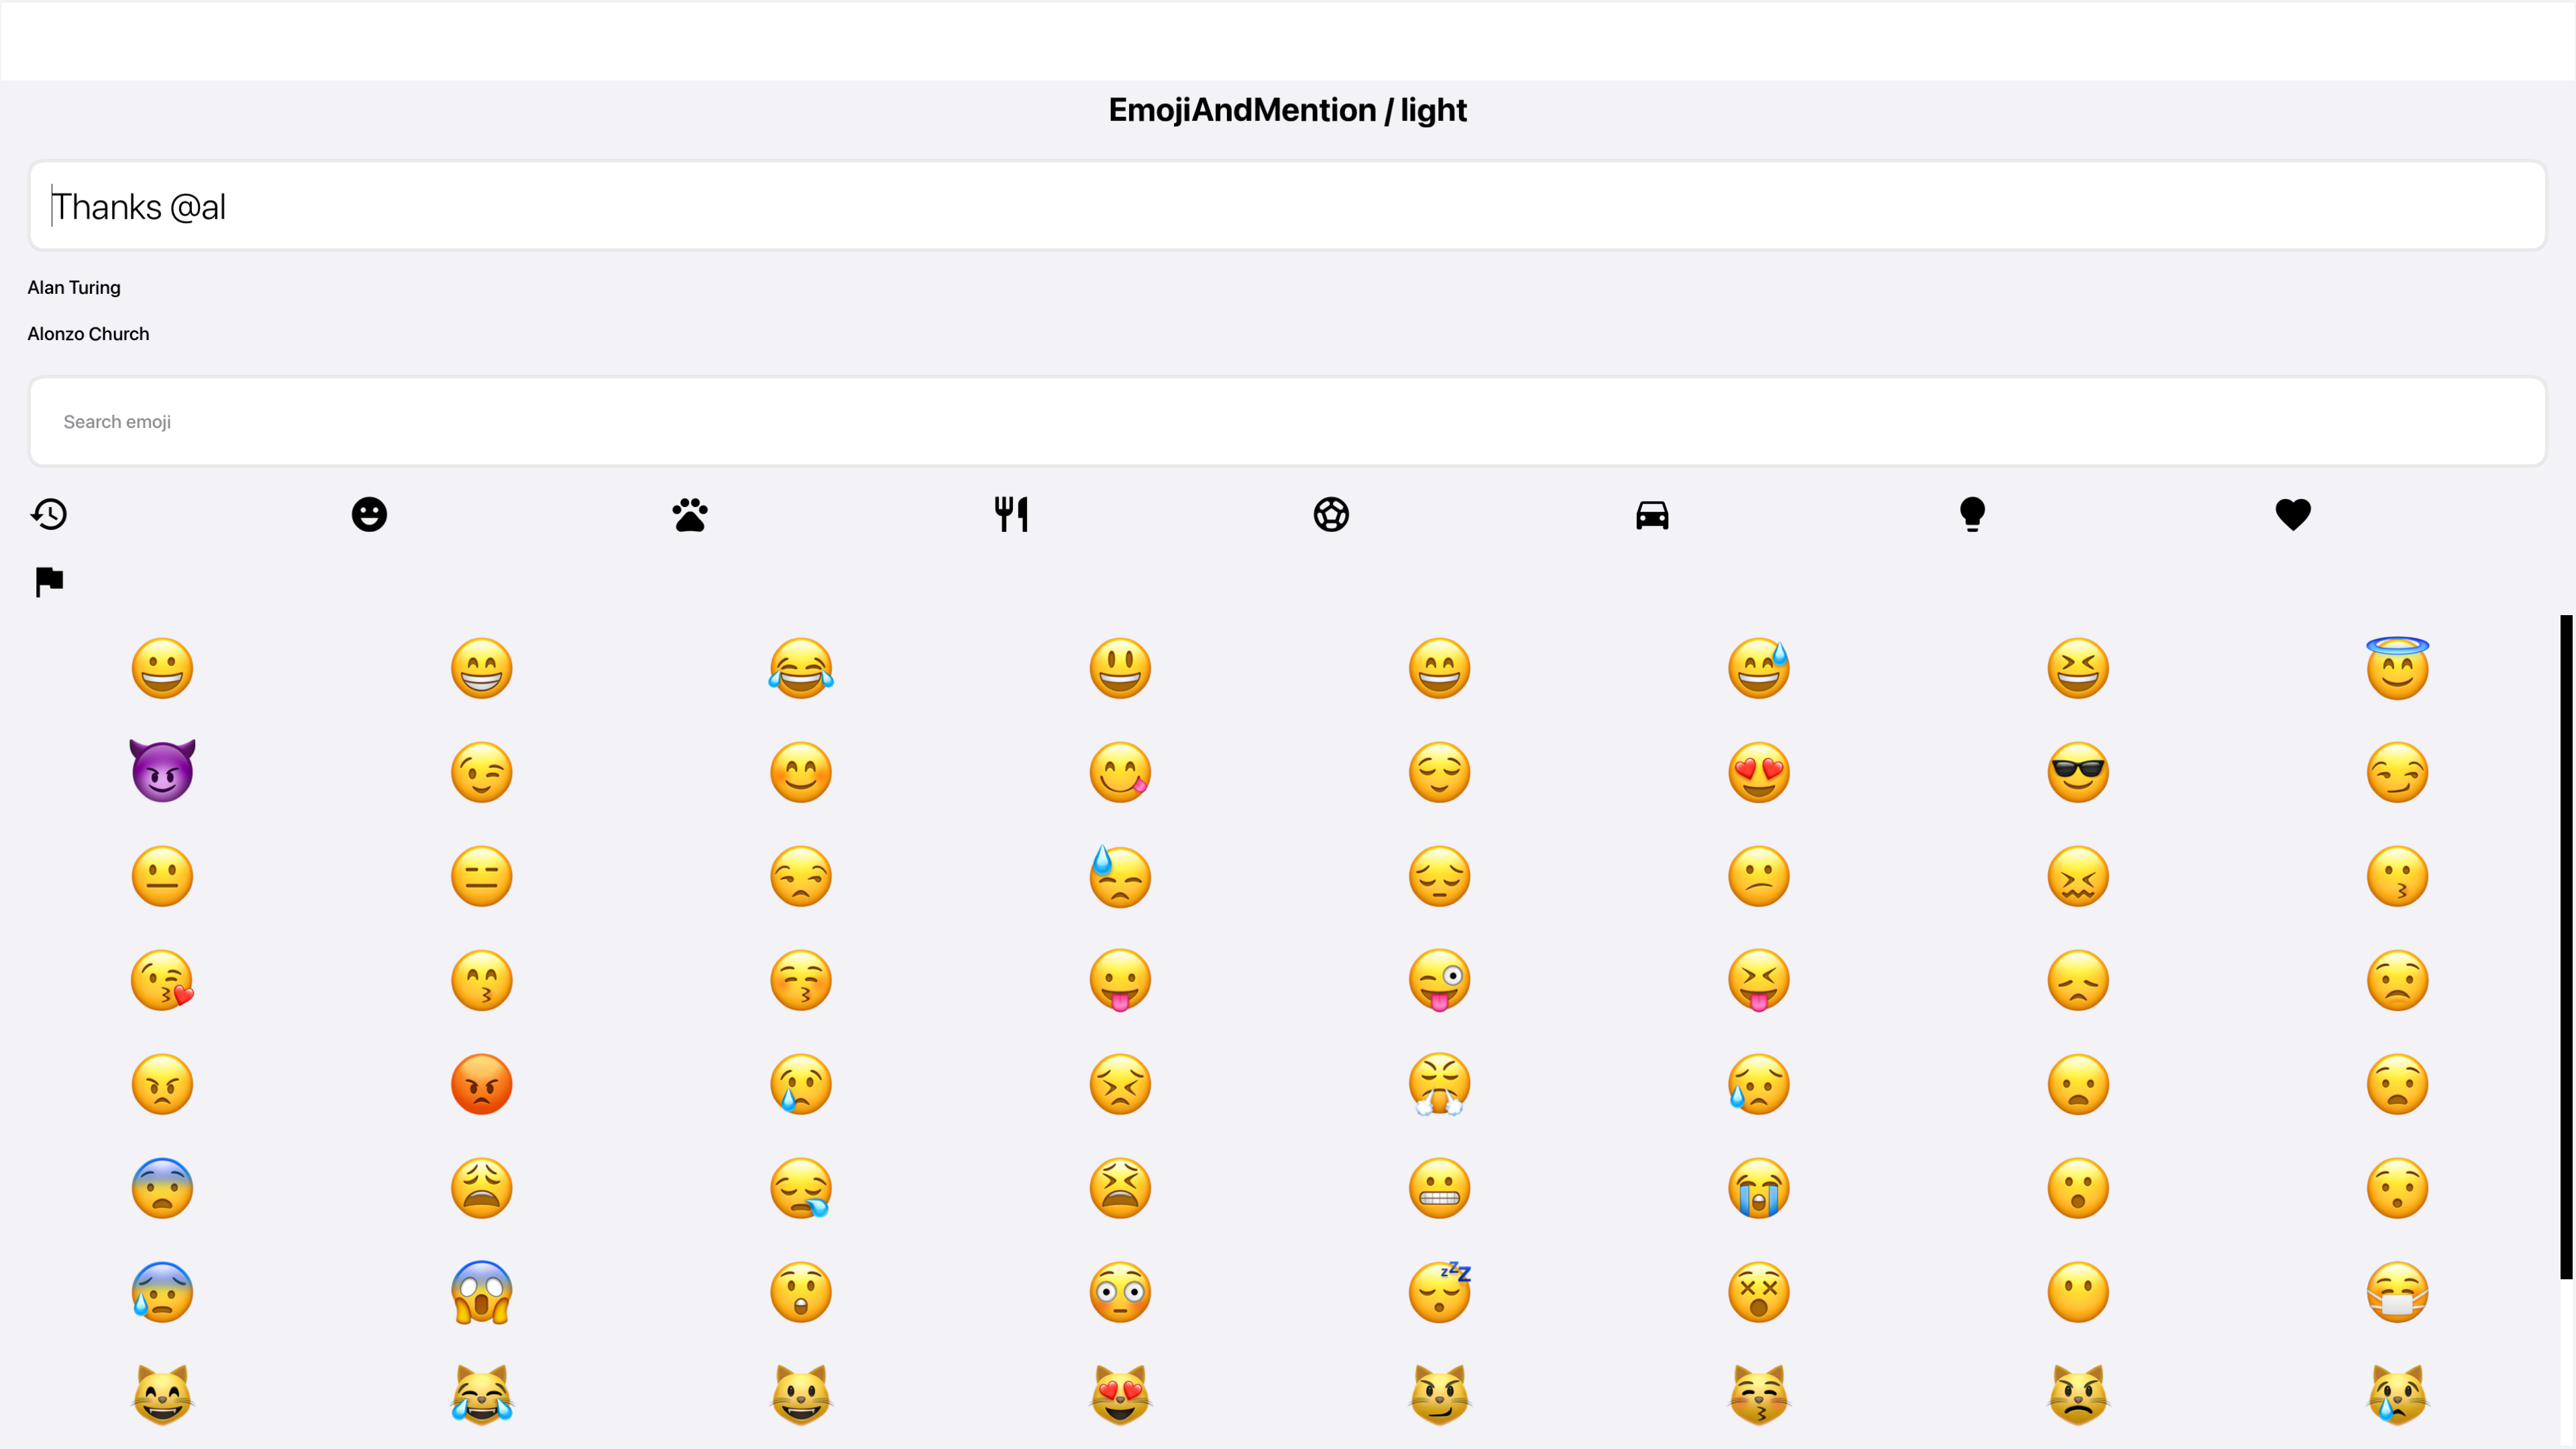 EmojiAndMention / light
Thanks @al
Alan Turing
Alonzo Church
Search emoji